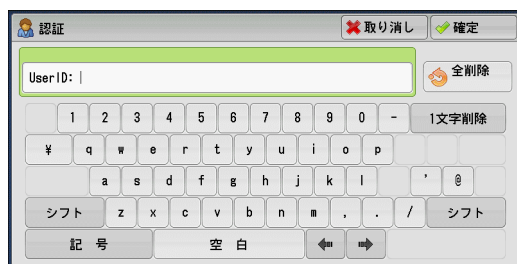 認証 取り消し 確定
UserID: 全削除
1 2 3 4 5 6 7 8 9 0 - 1文字削除
¥ q w e r t y u i o p
a s d f g h j k l ' @
シフト z x c v b n m , . / シフト
記 号 空 白